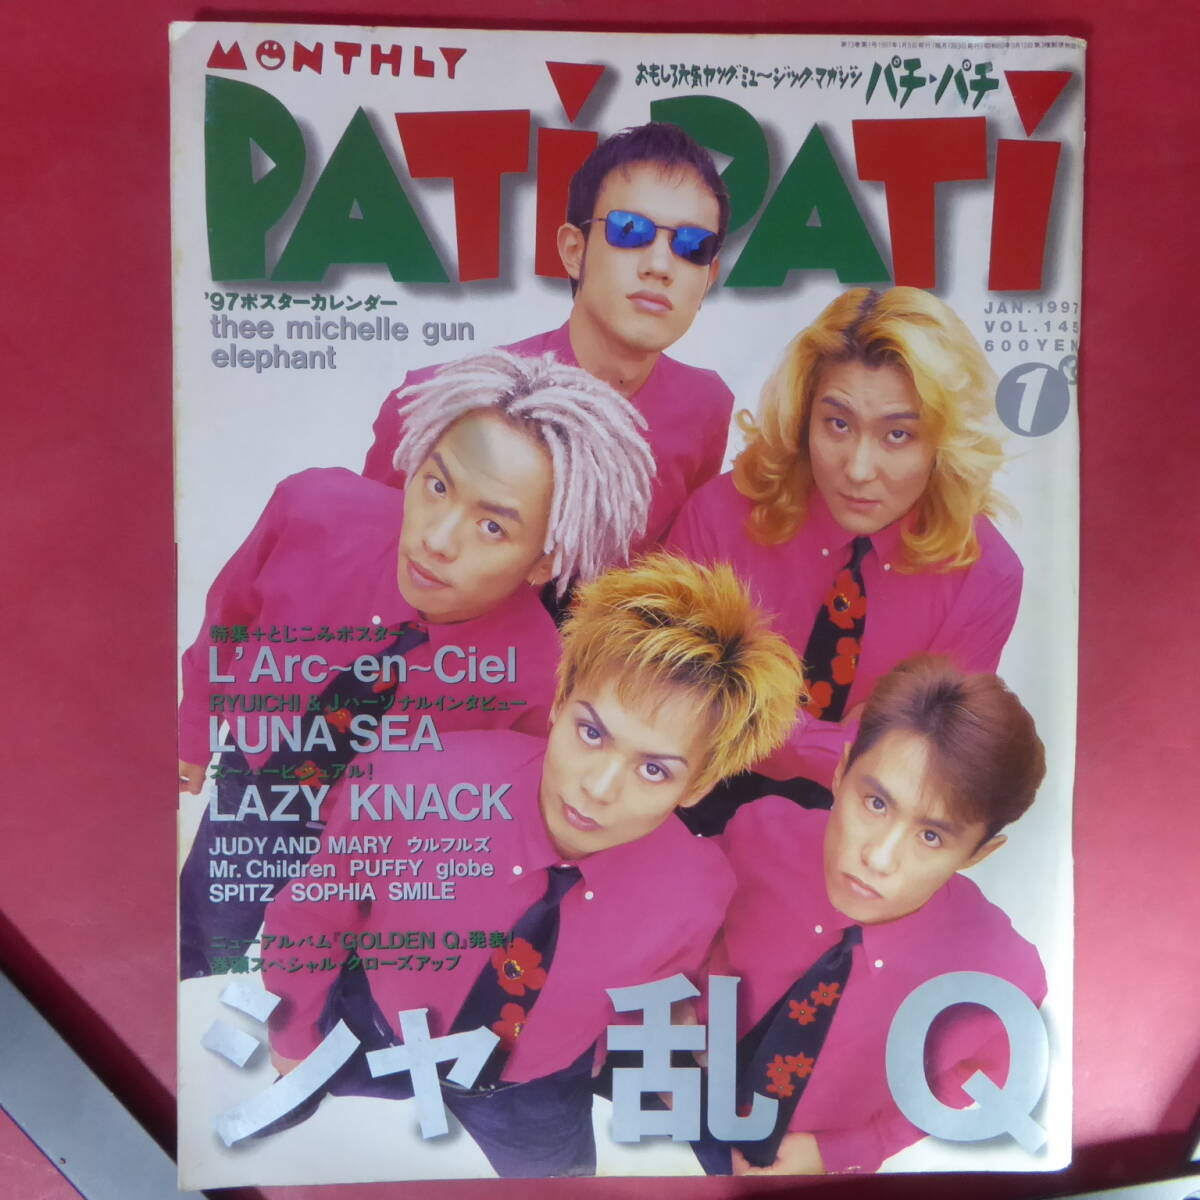 MONTHLY
おもしろ元気ヤング・ミュージック・マガジン パチ・パチ
PATi PATi
JAN.1997
VOL.145
600YEN
1
'97ポスターカレンダー
thee michelle gun
elephant
特集+とじこみポスター
L'Arc~en~Ciel
RYUICHI & Jパーソナルインタビュー
LUNA SEA
スーパービジュアル!
LAZY KNACK
JUDY AND MARY ウルフルズ
Mr.Children PUFFY globe
SPITZ SOPHIA SMILE
ニューアルバム『GOLDEN Q』発表!
巻頭スペシャル・クローズアップ
シャ乱Q